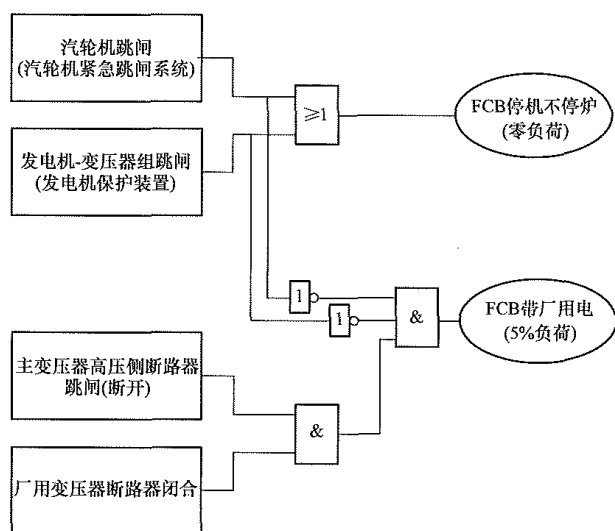 汽轮机跳闸
(汽轮机紧急跳闸系统)
≥1
FCB停机不停炉
(零负荷)
发电机-变压器组跳闸
(发电机保护装置)
1
1
&
FCB带厂用电
(5%负荷)
主变压器高压侧断路器
跳闸(断开)
&
厂用变压器断路器闭合